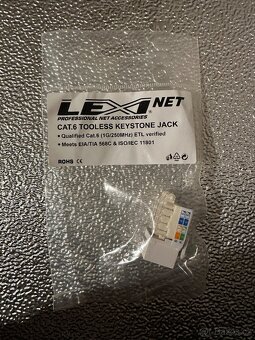 LEXI NET
PROFESSIONAL NET ACCESSORIES
CAT.6 TOOLESS KEYSTONE JACK
• Qualified Cat.6 (1G/250MHz) ETL verified
• Meets EIA/TIA 568C & ISO/IEC 11801
ROHS
CE